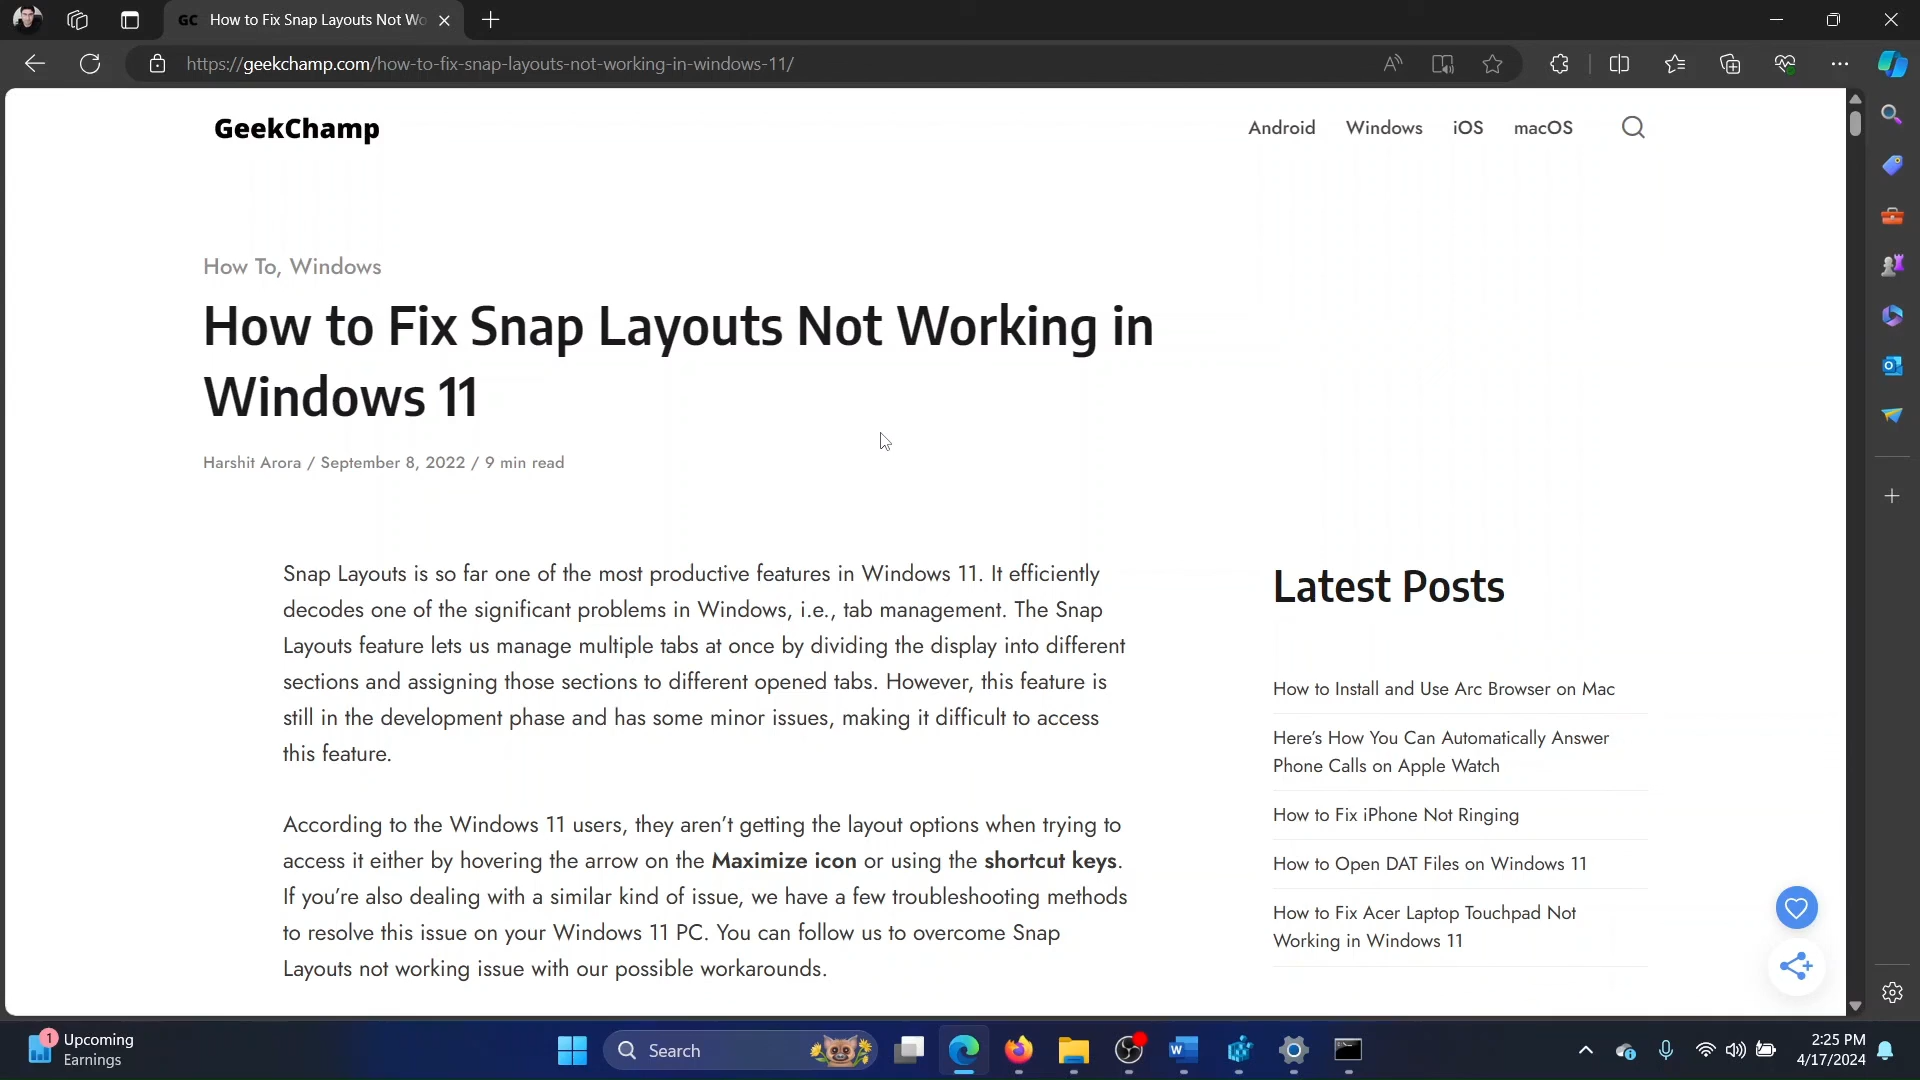 GC How to Fix Snap Layouts Not Wo
https://geekchamp.com/how-to-fix-snap-layouts-not-working-in-windows-11/
GeekChamp
Android Windows iOS macOS
How To, Windows
How to Fix Snap Layouts Not Working in
Windows 11
Harshit Arora / September 8, 2022 / 9 min read
Snap Layouts is so far one of the most productive features in Windows 11. It efficiently
decodes one of the significant problems in Windows, i.e., tab management. The Snap
Layouts feature lets us manage multiple tabs at once by dividing the display into different
sections and assigning those sections to different opened tabs. However, this feature is
still in the development phase and has some minor issues, making it difficult to access
this feature.
According to the Windows 11 users, they aren’t getting the layout options when trying to
access it either by hovering the arrow on the Maximize icon or using the shortcut keys.
If you’re also dealing with a similar kind of issue, we have a few troubleshooting methods
to resolve this issue on your Windows 11 PC. You can follow us to overcome Snap
Layouts not working issue with our possible workarounds.
Latest Posts
How to Install and Use Arc Browser on Mac
Here’s How You Can Automatically Answer
Phone Calls on Apple Watch
How to Fix iPhone Not Ringing
How to Open DAT Files on Windows 11
How to Fix Acer Laptop Touchpad Not
Working in Windows 11
1 Upcoming
Earnings
Search
2:25 PM
4/17/2024